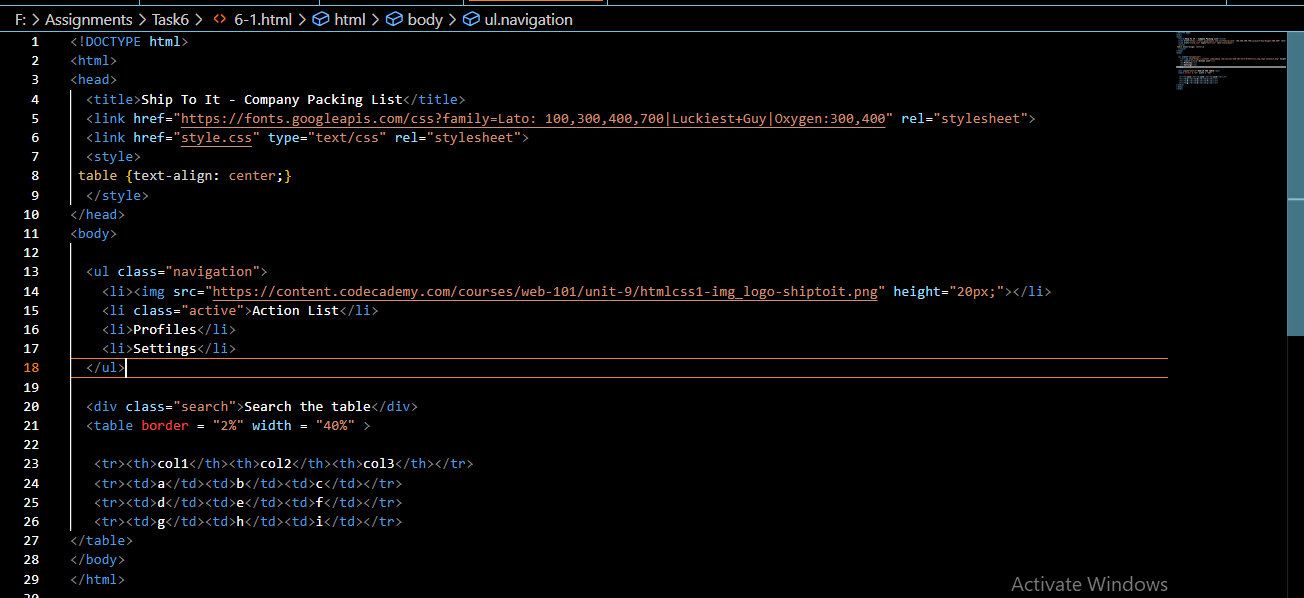 F: > Assignments > Task6 > <> 6-1.html > html > body > ul.navigation
1 <!DOCTYPE html>
2 <html>
3 <head>
4 <title>Ship To It - Company Packing List</title>
5 <link href="https://fonts.googleapis.com/css?family=Lato: 100,300,400,700|Luckiest+Guy|Oxygen:300,400" rel="stylesheet">
6 <link href="style.css" type="text/css" rel="stylesheet">
7 <style>
8 table {text-align: center;}
9 </style>
10 </head>
11 <body>
12
13 <ul class="navigation">
14 <li><img src="https://content.codecademy.com/courses/web-101/unit-9/htmlcss1-img_logo-shiptoit.png" height="20px;"></li>
15 <li class="active">Action List</li>
16 <li>Profiles</li>
17 <li>Settings</li>
18 </ul>
19
20 <div class="search">Search the table</div>
21 <table border = "2%" width = "40%" >
22
23 <tr><th>col1</th><th>col2</th><th>col3</th></tr>
24 <tr><td>a</td><td>b</td><td>c</td></tr>
25 <tr><td>d</td><td>e</td><td>f</td></tr>
26 <tr><td>g</td><td>h</td><td>i</td></tr>
27 </table>
28 </body>
29 </html>
Activate Windows